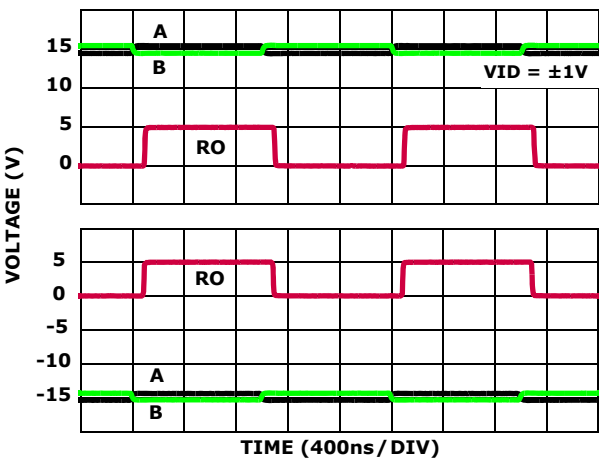 VOLTAGE (V)
A
15
B
VID = ±1V
10
5
RO
0
5
RO
0
-5
-10
A
-15
B
TIME (400ns/DIV)